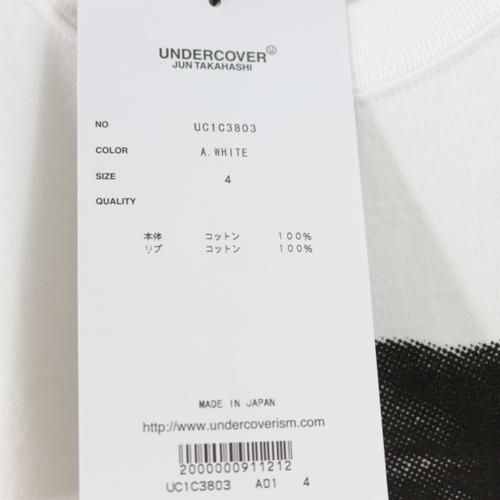 UNDERCOVER Ⓤ
JUN TAKAHASHI
NO UC1C3803
COLOR A.WHITE
SIZE 4
QUALITY
本体 コットン 100%
リブ コットン 100%
MADE IN JAPAN
http://www.undercoverism.com
2000000911212
UC1C3803 A01 4